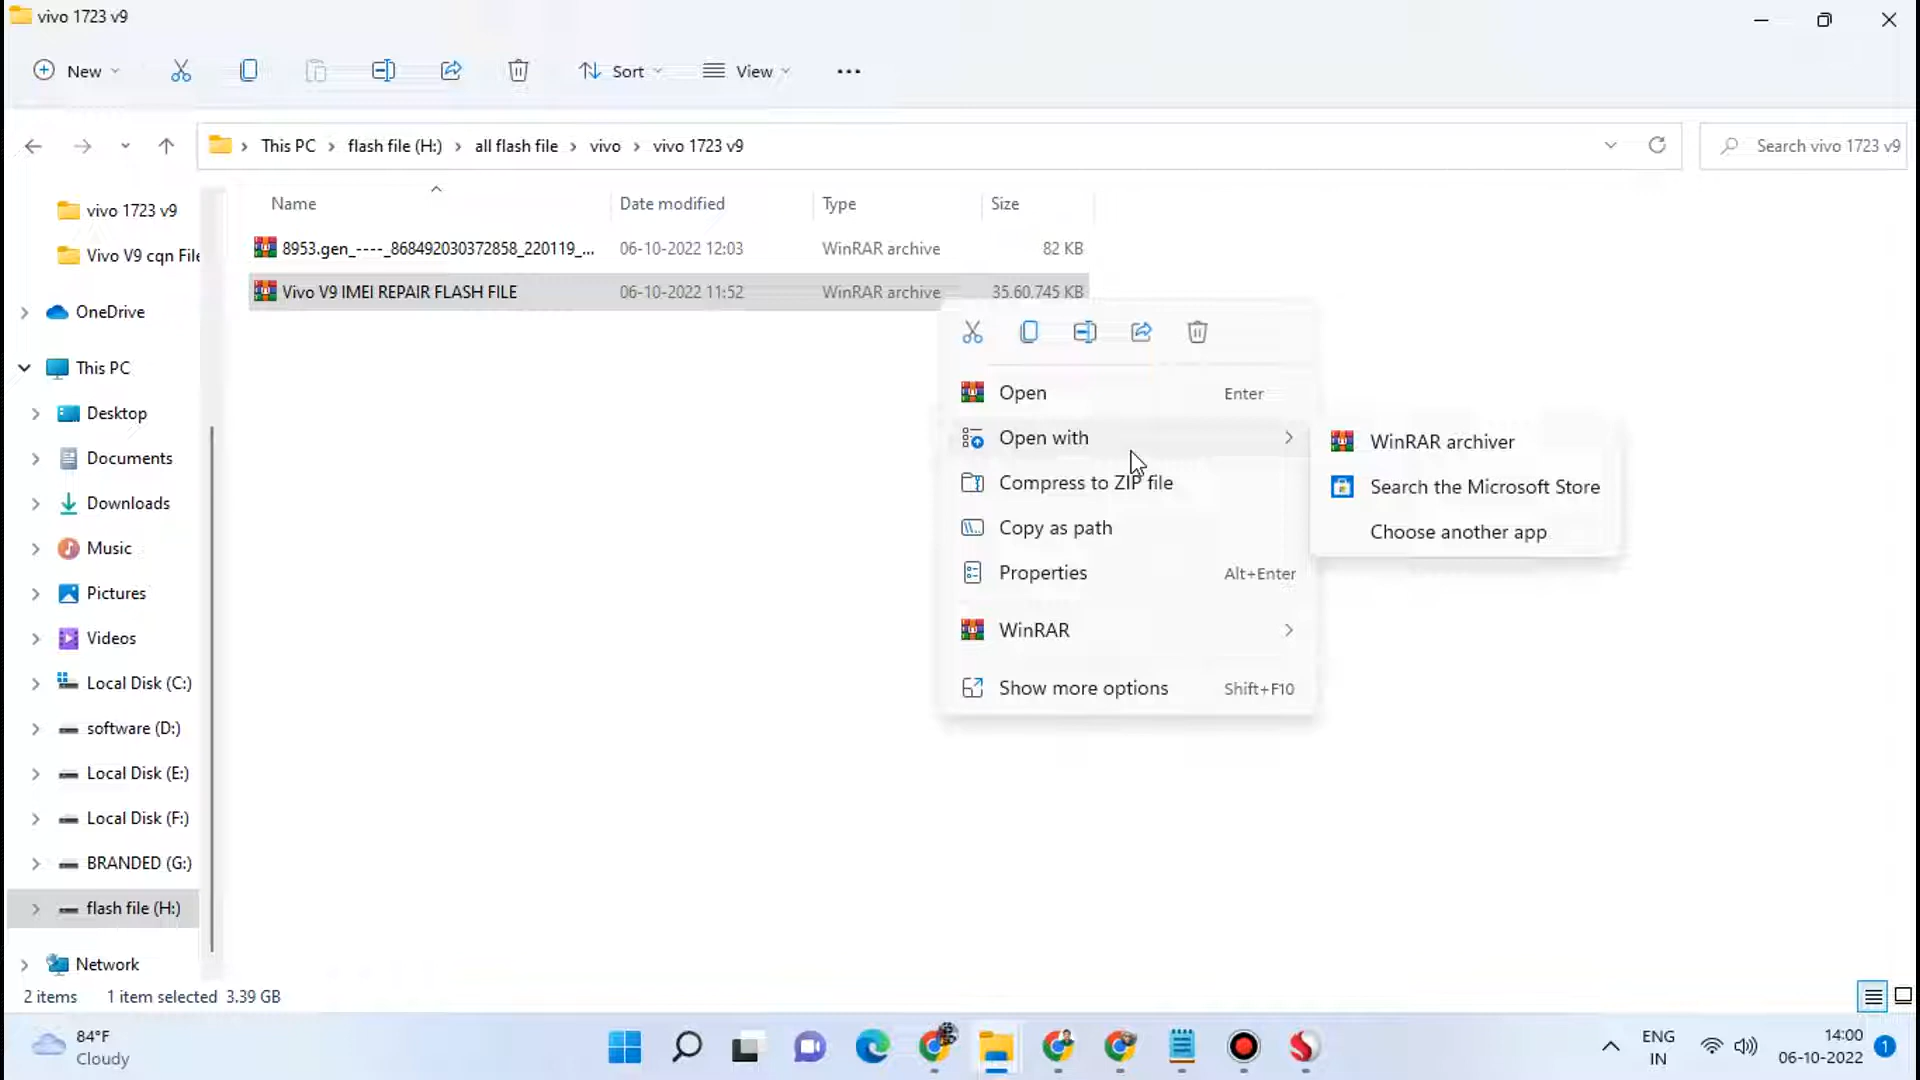 vivo 1723 v9
New
Sort
View
This PC > flash file (H:) > all flash file > vivo > vivo 1723 v9
Search vivo 1723 v9
vivo 1723 v9
Vivo V9 cqn File
OneDrive
This PC
Desktop
Documents
Downloads
Music
Pictures
Videos
Local Disk (C:)
software (D:)
Local Disk (E:)
Local Disk (F:)
BRANDED (G:)
flash file (H:)
Network
Name Date modified Type Size
8953.gen_----_868492030372858_220119_... 06-10-2022 12:03 WinRAR archive 82 KB
Vivo V9 IMEI REPAIR FLASH FILE 06-10-2022 11:52 WinRAR archive 35,60,745 KB
Open Enter
Open with
Compress to ZIP file
Copy as path
Properties Alt+Enter
WinRAR
Show more options Shift+F10
WinRAR archiver
Search the Microsoft Store
Choose another app
2 items 1 item selected 3.39 GB
84°F
Cloudy
ENG
IN
14:00
06-10-2022
1